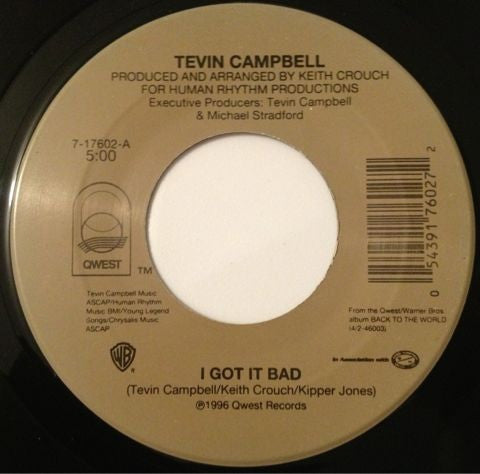 TEVIN CAMPBELL
PRODUCED AND ARRANGED BY KEITH CROUCH
FOR HUMAN RHYTHM PRODUCTIONS
Executive Producers: Tevin Campbell
& Michael Stradford
7-17602-A
5:00
QWEST
TM
0 54391 76027 2
Tevin Campbell Music
ASCAP/Human Rhythm
Music BMI/Young Legend
Songs/Chrysalis Music
ASCAP
From the Qwest/Warner Bros.
album BACK TO THE WORLD
(4/2-46003)
WB
®
In Association with
I GOT IT BAD
(Tevin Campbell/Keith Crouch/Kipper Jones)
℗1996 Qwest Records